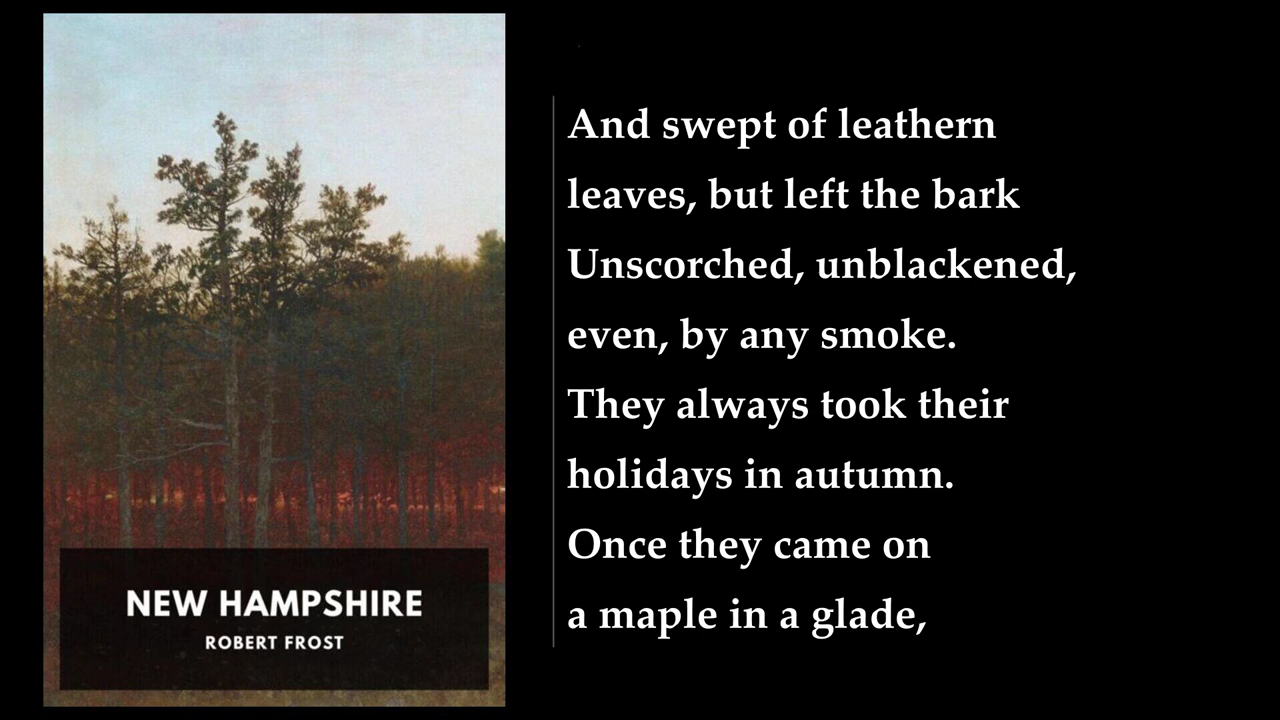 NEW HAMPSHIRE
ROBERT FROST
And swept of leathern
leaves, but left the bark
Unscorched, unblackened,
even, by any smoke.
They always took their
holidays in autumn.
Once they came on
a maple in a glade,